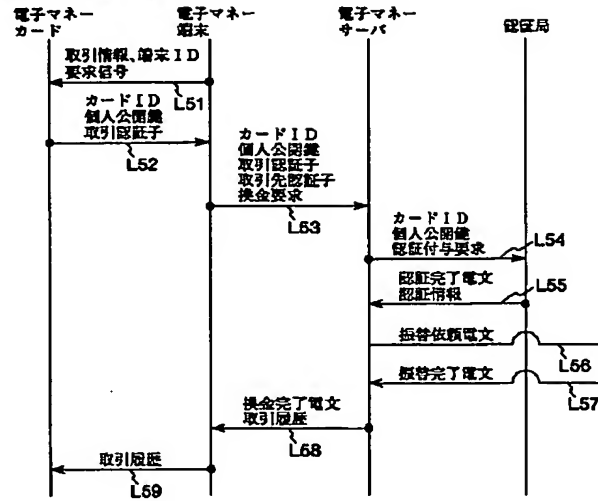 電子マネー
カード
電子マネー
端末
電子マネー
サーバ
認証局
取引情報、端末ID
要求信号
L51
カードID
個人公開鍵
取引認証子
L52
カードID
個人公開鍵
取引認証子
取引先認証子
換金要求
L53
カードID
個人公開鍵
認証付与要求
L54
認証完了電文
認証情報
L55
振替依頼電文
L56
振替完了電文
L57
換金完了電文
取引履歴
L58
取引履歴
L59